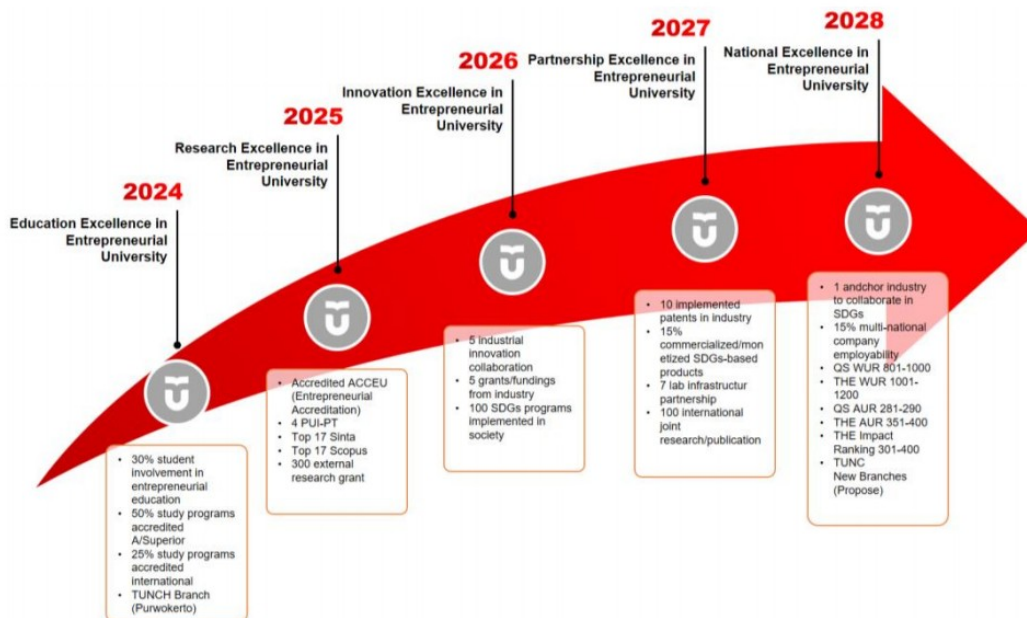 2024
Education Excellence in
Entrepreneurial
University
2025
Research Excellence in
Entrepreneurial
University
2026
Innovation Excellence in
Entrepreneurial
University
2027
Partnership Excellence in
Entrepreneurial
University
2028
National Excellence in
Entrepreneurial
University
• 30% student
involvement in
entrepreneurial
education
• 50% study programs
accredited
A/Superior
• 25% study programs
accredited
international
• TUNCH Branch
(Purwokerto)
• Accredited ACCEU
(Entrepreneurial
Accreditation)
• 4 PUI-PT
• Top 17 Sinta
• Top 17 Scopus
• 300 external
research grant
• 5 industrial
innovation
collaboration
• 5 grants/fundings
from industry
• 100 SDGs programs
implemented in
society
• 10 implemented
patents in industry
• 15%
commercialized/mon
etized SDGs-based
products
• 7 lab infrastructur
partnership
• 100 international
joint
research/publication
• 1 andchor industry
to collaborate in
SDGs
• 15% multi-national
company
employability
• QS WUR 801-1000
• THE WUR 1001-
1200
• QS AUR 281-290
• THE AUR 351-400
• THE Impact
Ranking 301-400
• TUNC
New Branches
(Propose)